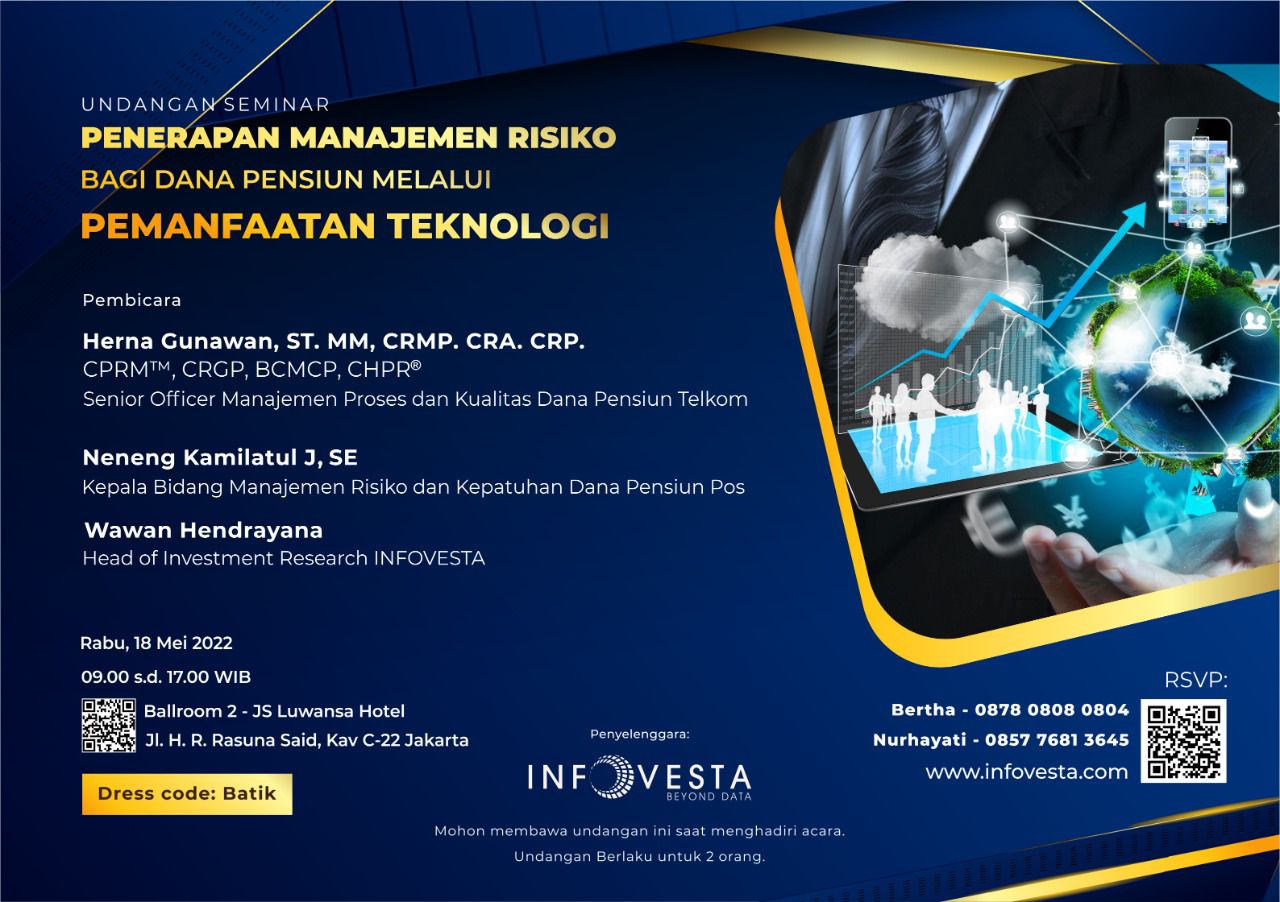 UNDANGAN SEMINAR
PENERAPAN MANAJEMEN RISIKO
BAGI DANA PENSIUN MELALUI
PEMANFAATAN TEKNOLOGI
Pembicara
Herna Gunawan, ST. MM, CRMP. CRA. CRP.
CPRM™, CRGP, BCMCP, CHPR®
Senior Officer Manajemen Proses dan Kualitas Dana Pensiun Telkom
Neneng Kamilatul J, SE
Kepala Bidang Manajemen Risiko dan Kepatuhan Dana Pensiun Pos
Wawan Hendrayana
Head of Investment Research INFOVESTA
Rabu, 18 Mei 2022
09.00 s.d. 17.00 WIB
Ballroom 2 - JS Luwansa Hotel
Jl. H. R. Rasuna Said, Kav C-22 Jakarta
Dress code: Batik
Penyelenggara:
INFOVESTA
BEYOND DATA
Mohon membawa undangan ini saat menghadiri acara.
Undangan Berlaku untuk 2 orang.
RSVP:
Bertha - 0878 0808 0804
Nurhayati - 0857 7681 3645
www.infovesta.com